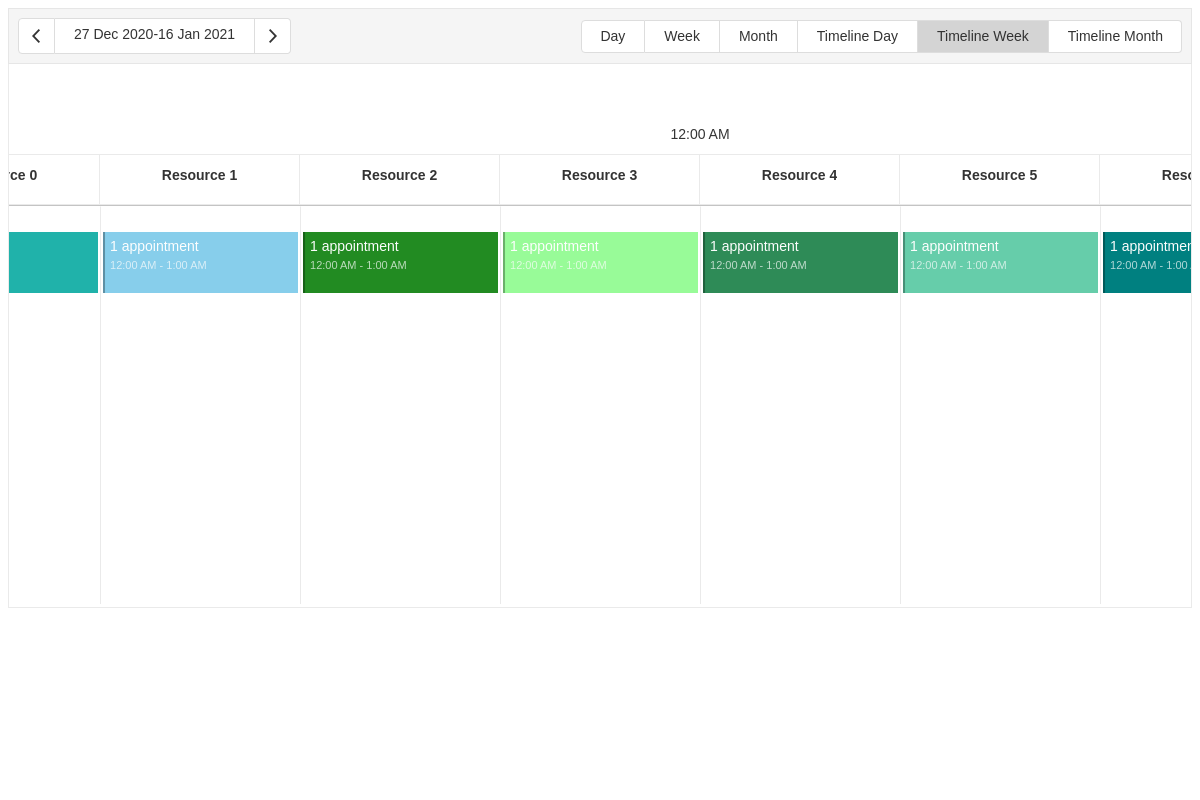 27 Dec 2020-16 Jan 2021
Day Week Month Timeline Day Timeline Week Timeline Month
12:00 AM
rce 0 Resource 1 Resource 2 Resource 3 Resource 4 Resource 5 Reso
1 appointment 1 appointment 1 appointment 1 appointment 1 appointment 1 appointmen
12:00 AM - 1:00 AM 12:00 AM - 1:00 AM 12:00 AM - 1:00 AM 12:00 AM - 1:00 AM 12:00 AM - 1:00 AM 12:00 AM - 1:00